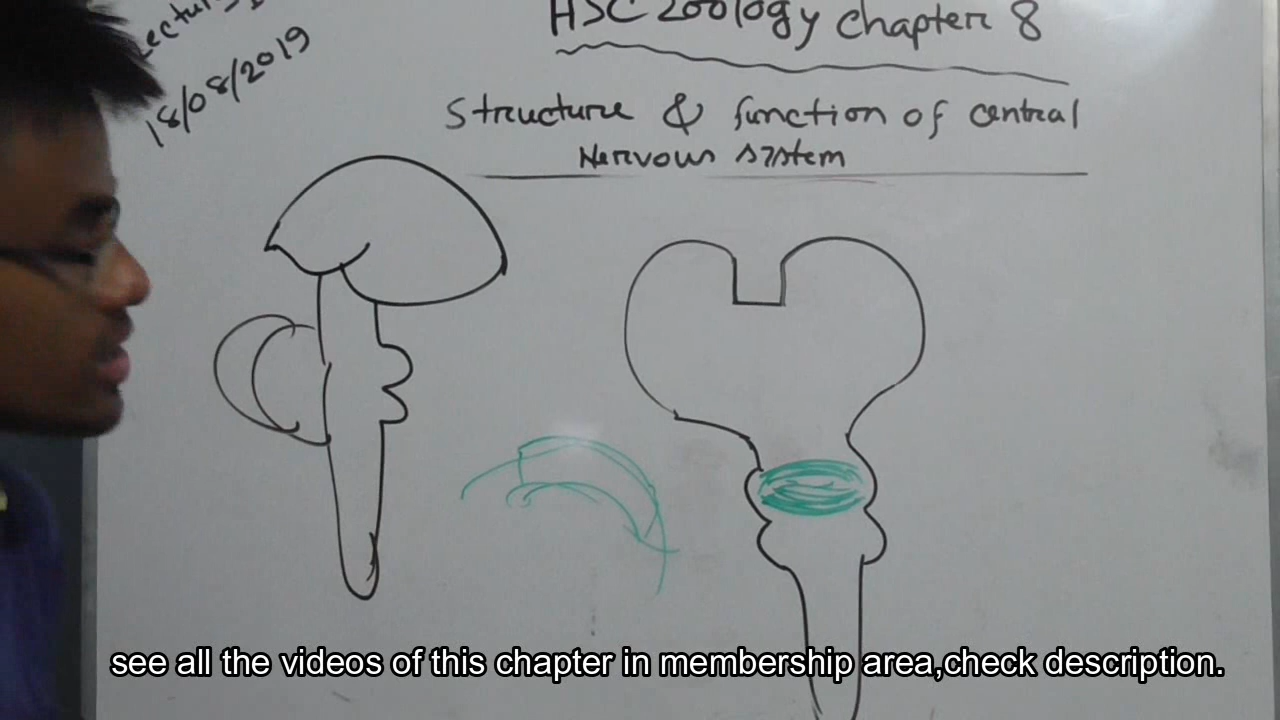 Lecture
18/08/2019
HSC Zoology chapter 8
Structure & function of central
Nervous system
see all the videos of this chapter in membership area,check description.